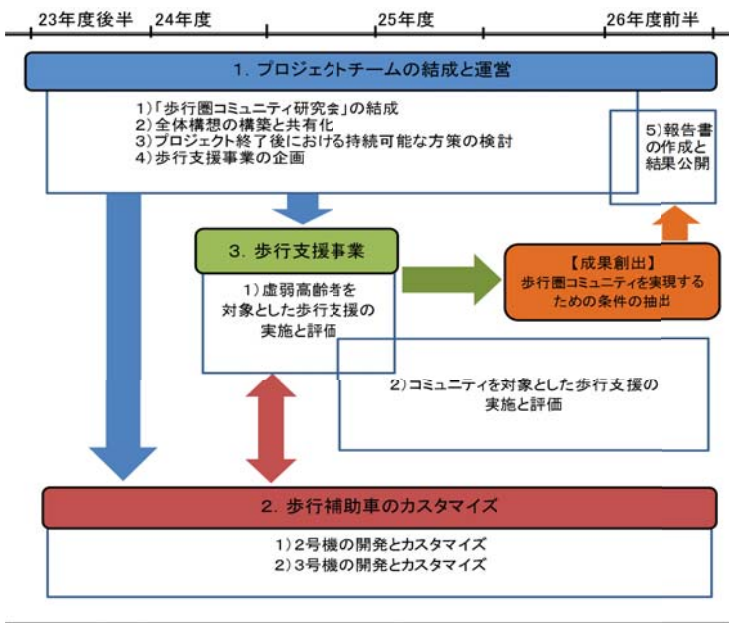 23年度後半 24年度 25年度 26年度前半
1．プロジェクトチームの結成と運営
1）「歩行圏コミュニティ研究会」の結成
2）全体構想の構築と共有化
3）プロジェクト終了後における持続可能な方策の検討
4）歩行支援事業の企画
5）報告書
の作成と
結果公開
3．歩行支援事業
1）虚弱高齢者を
対象とした歩行支援の
実施と評価
【成果創出】
歩行圏コミュニティを実現する
ための条件の抽出
2）コミュニティを対象とした歩行支援の
実施と評価
2．歩行補助車のカスタマイズ
1）2号機の開発とカスタマイズ
2）3号機の開発とカスタマイズ